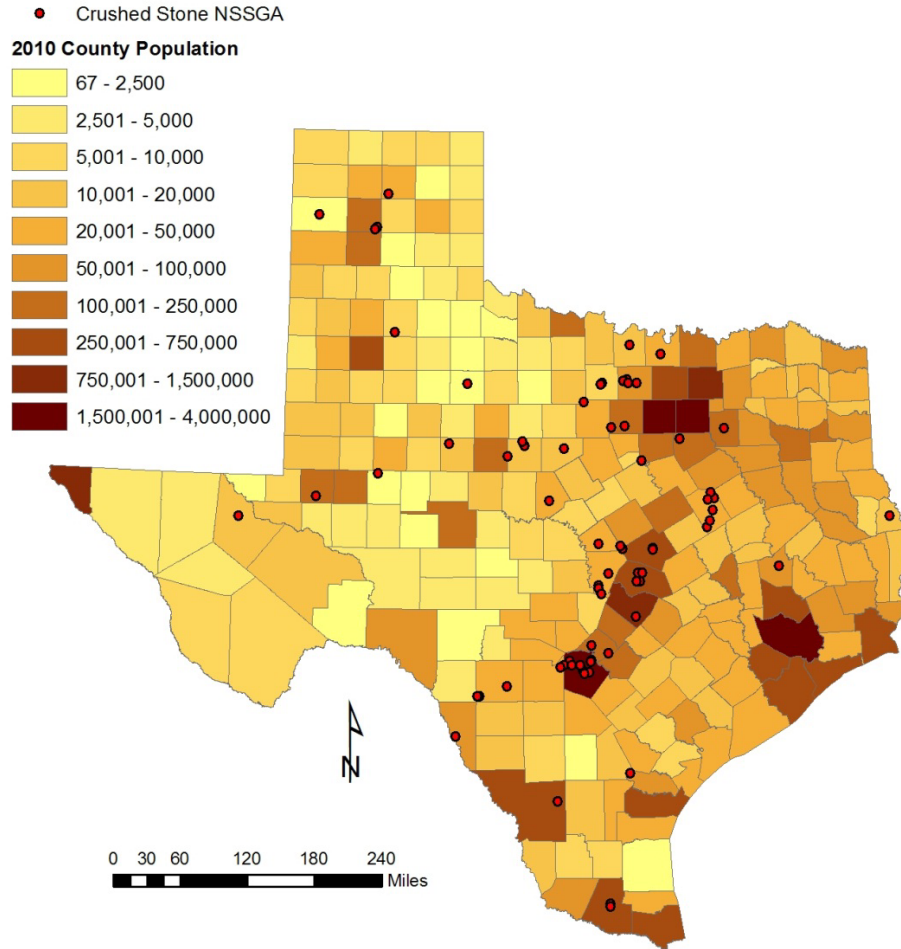 Crushed Stone NSSGA
2010 County Population
67 - 2,500
2,501 - 5,000
5,001 - 10,000
10,001 - 20,000
20,001 - 50,000
50,001 - 100,000
100,001 - 250,000
250,001 - 750,000
750,001 - 1,500,000
1,500,001 - 4,000,000
N
0 30 60 120 180 240
Miles